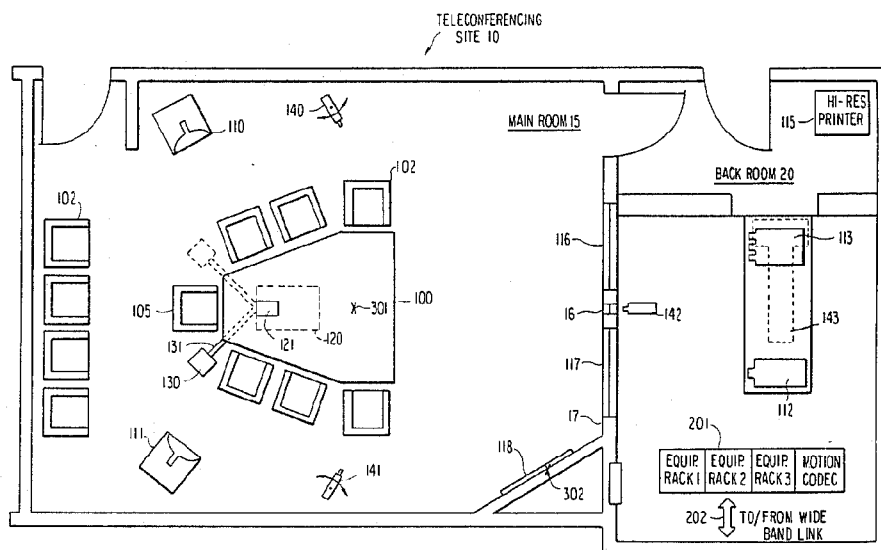 TELECONFERENCING
SITE 10
140
MAIN ROOM 15
115
HI-RES
PRINTER
110
BACK ROOM 20
102
102
116
113
105
X 301
100
16
142
121
120
143
131
130
117
112
17
111
118
201
141
302
EQUIP. RACK 1
EQUIP. RACK 2
EQUIP. RACK 3
MOTION CODEC
202
TO/FROM WIDE
BAND LINK